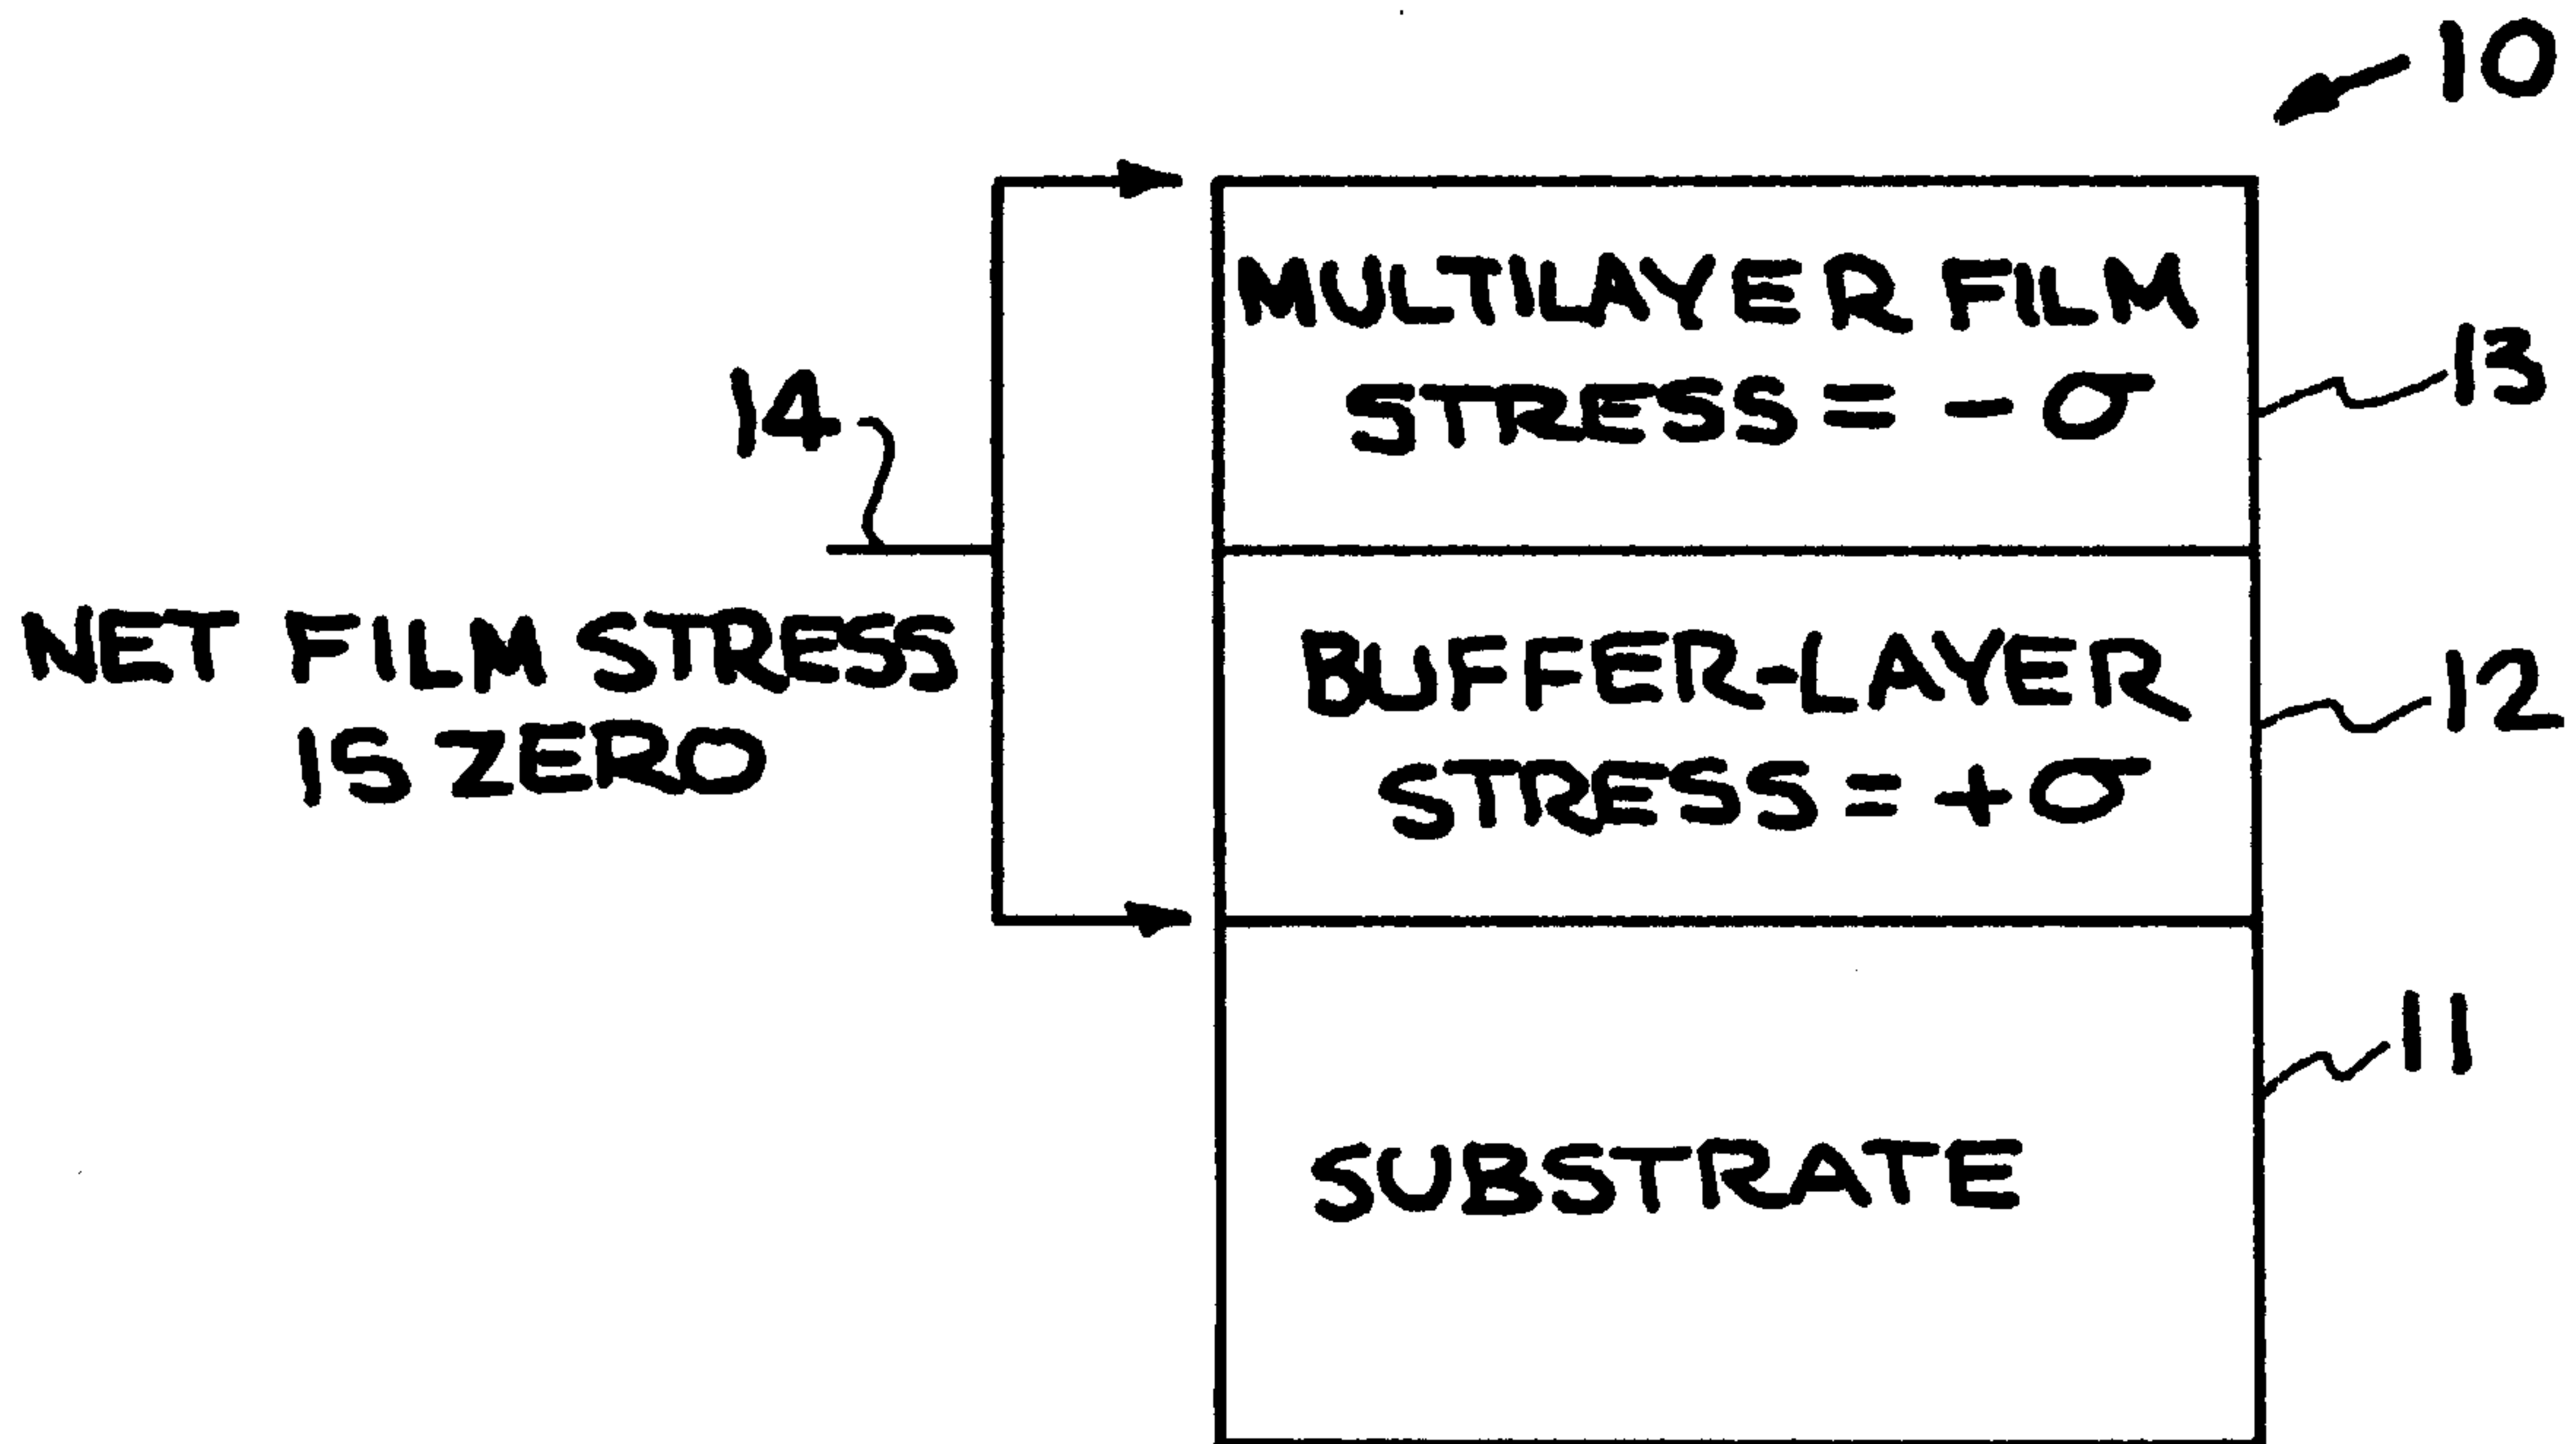 10
MULTILAYER FILM
STRESS = - σ
13
14
NET FILM STRESS
IS ZERO
BUFFER-LAYER
STRESS = + σ
12
11
SUBSTRATE